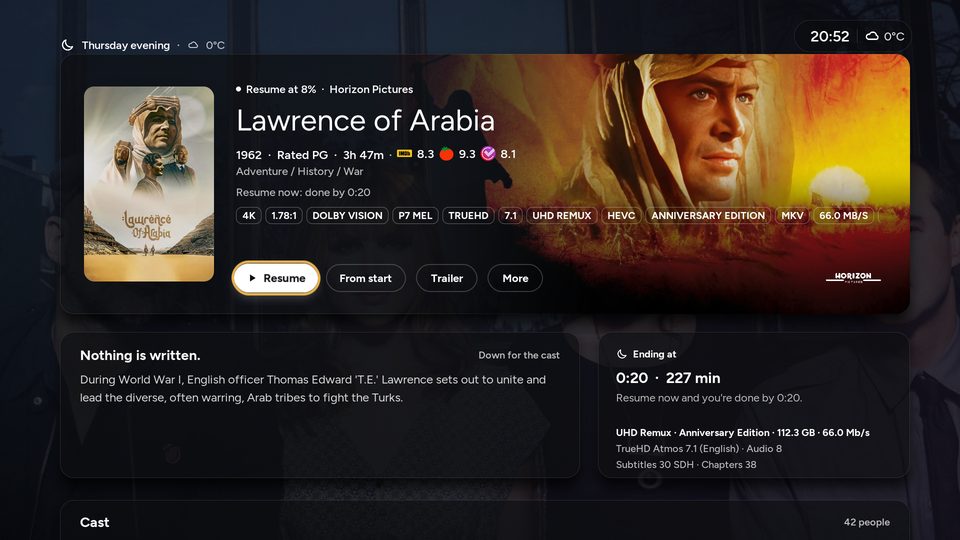 Thursday evening · 0°C
20:52 0°C
Resume at 8% · Horizon Pictures
Lawrence of Arabia
1962 · Rated PG · 3h 47m · IMDb 8.3 9.3 8.1
Adventure / History / War
Resume now: done by 0:20
4K 1.78:1 DOLBY VISION P7 MEL TRUEHD 7.1 UHD REMUX HEVC ANNIVERSARY EDITION MKV 66.0 MB/S
Lawrence
Of Arabia
Resume From start Trailer More
HORIZON
PICTURES
Nothing is written. Down for the cast
During World War I, English officer Thomas Edward 'T.E.' Lawrence sets out to unite and
lead the diverse, often warring, Arab tribes to fight the Turks.
Ending at
0:20 · 227 min
Resume now and you're done by 0:20.
UHD Remux · Anniversary Edition · 112.3 GB · 66.0 Mb/s
TrueHD Atmos 7.1 (English) · Audio 8
Subtitles 30 SDH · Chapters 38
Cast 42 people